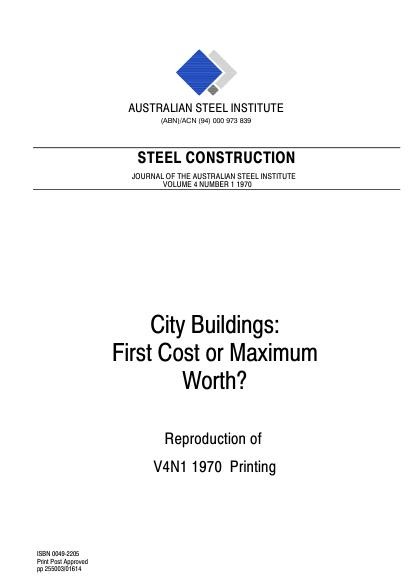 AUSTRALIAN STEEL INSTITUTE
(ABN)/ACN (94) 000 973 839
STEEL CONSTRUCTION
JOURNAL OF THE AUSTRALIAN STEEL INSTITUTE
VOLUME 4 NUMBER 1 1970
City Buildings:
First Cost or Maximum
Worth?
Reproduction of
V4N1 1970 Printing
ISBN 0049-2205
Print Post Approved
pp 255003/01614